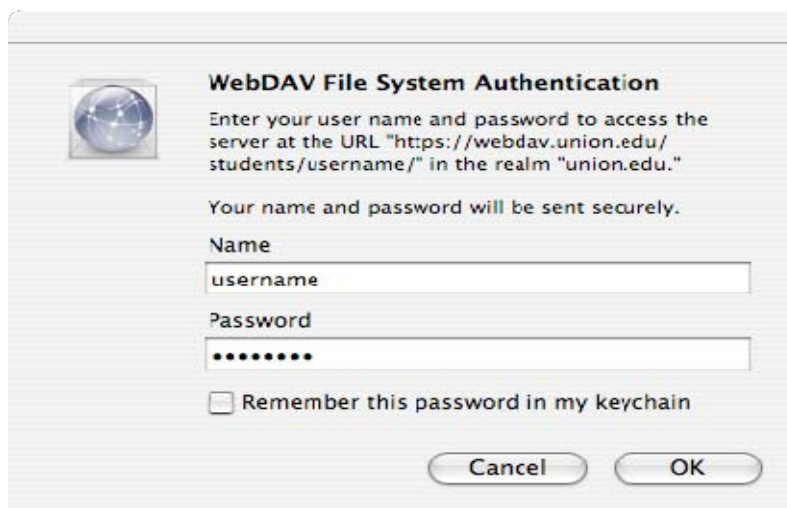 WebDAV File System Authentication
Enter your user name and password to access the
server at the URL "https://webdav.union.edu/
students/username/" in the realm "union.edu."
Your name and password will be sent securely.
Name
username
Password
••••••••
Remember this password in my keychain
Cancel OK